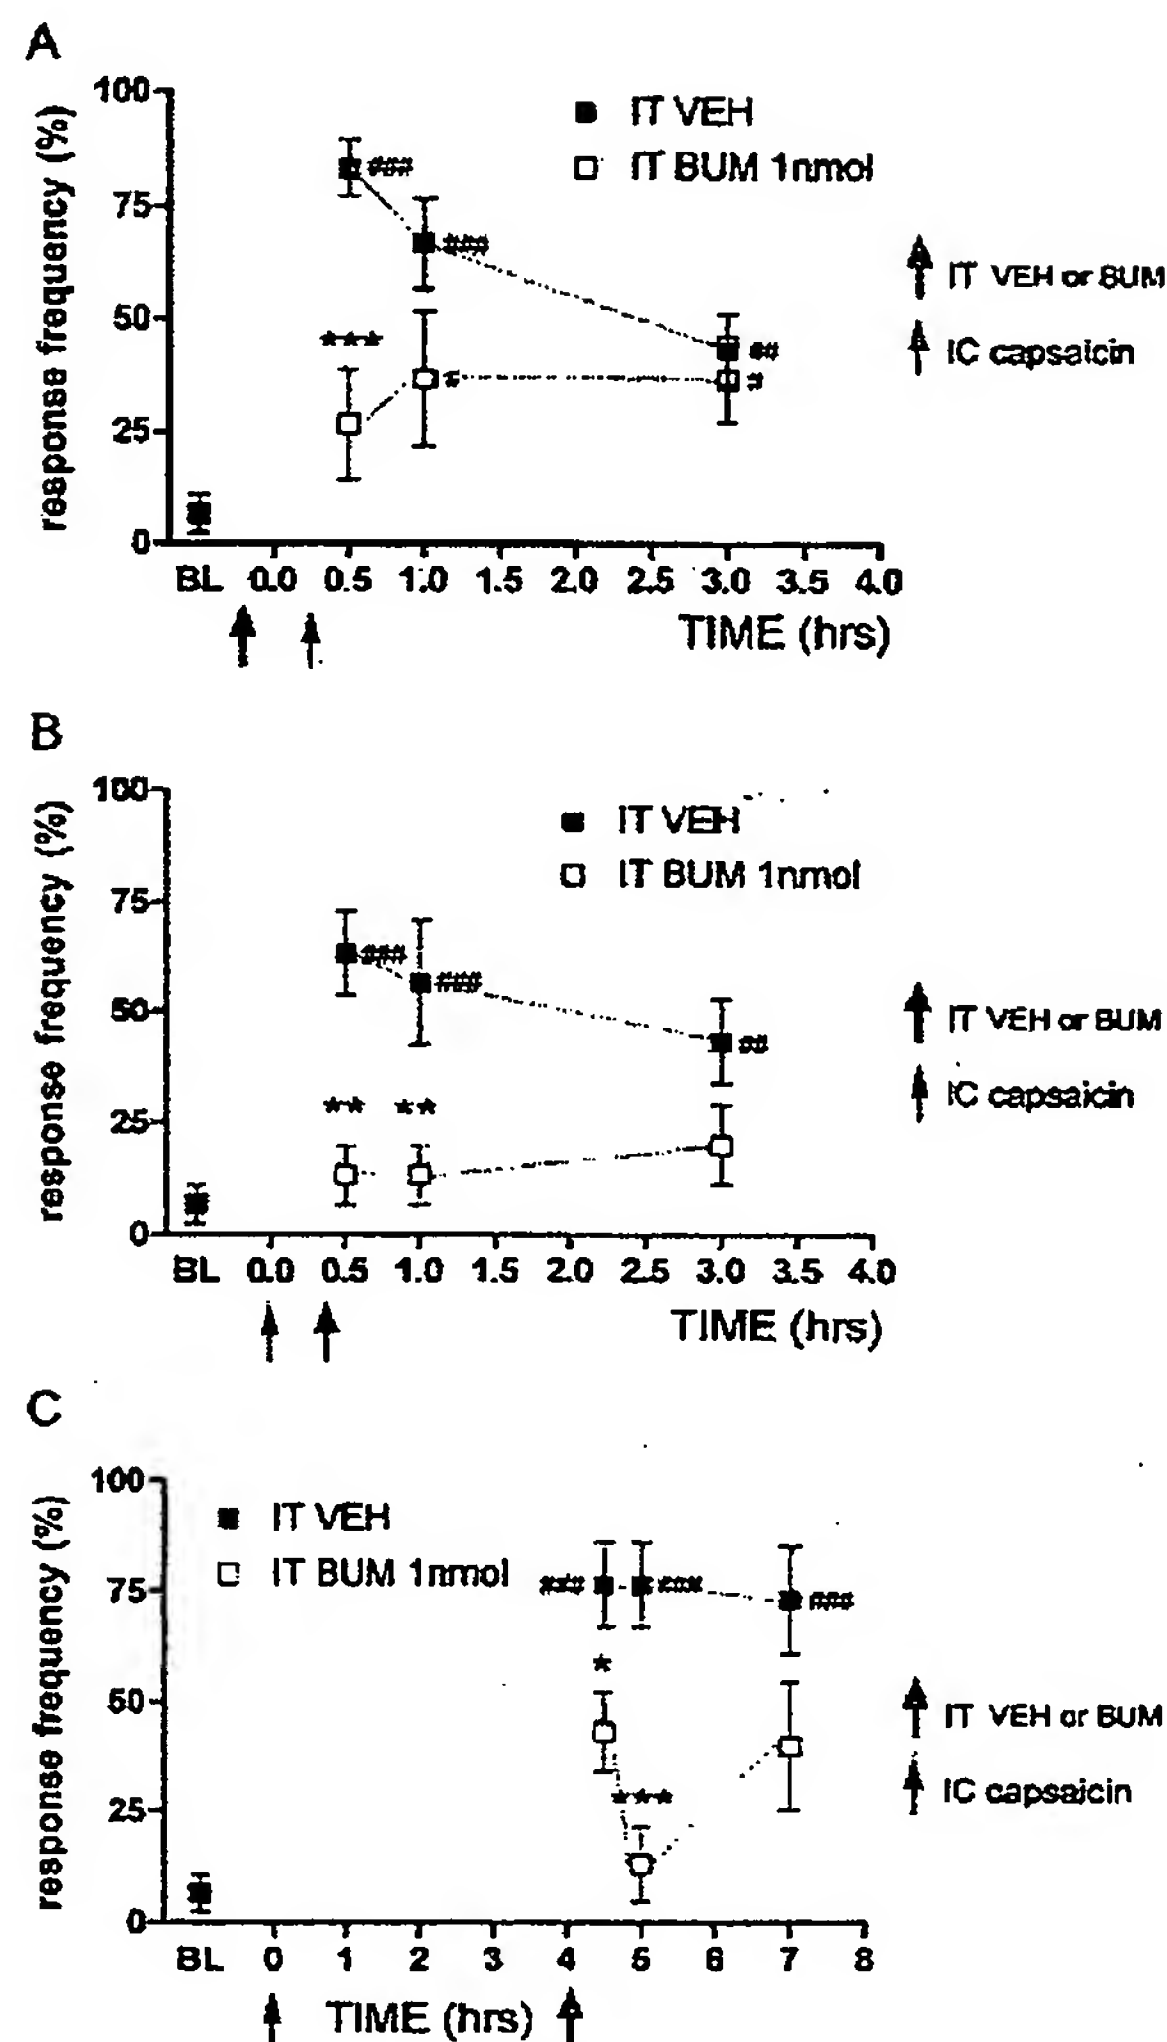 A
response frequency (%)
100
75
50
25
0
IT VEH
IT BUM 1nmol
###
###
***
#
##
#
IT VEH or BUM
IC capsaicin
BL 0.0 0.5 1.0 1.5 2.0 2.5 3.0 3.5 4.0
TIME (hrs)
B
response frequency (%)
100
75
50
25
0
IT VEH
IT BUM 1nmol
###
###
##
** **
IT VEH or BUM
IC capsaicin
BL 0.0 0.5 1.0 1.5 2.0 2.5 3.0 3.5 4.0
TIME (hrs)
C
response frequency (%)
100
75
50
25
0
IT VEH
IT BUM 1nmol
### ###
###
*
***
IT VEH or BUM
IC capsaicin
BL 0 1 2 3 4 5 6 7 8
TIME (hrs)